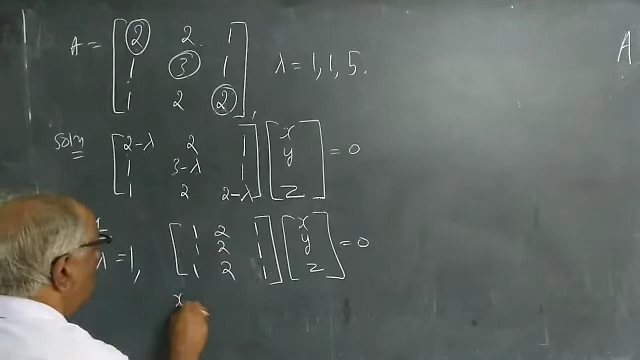 A = [ 2 2 1
1 3 1
1 2 2 ], λ = 1, 1, 5.
A
Soln [ 2-λ 2 1
1 3-λ 1
1 2 2-λ ] [ x
y
z ] = 0
λ = 1, [ 1 2 1
1 2 1
1 2 1 ] [ x
y
z ] = 0
x